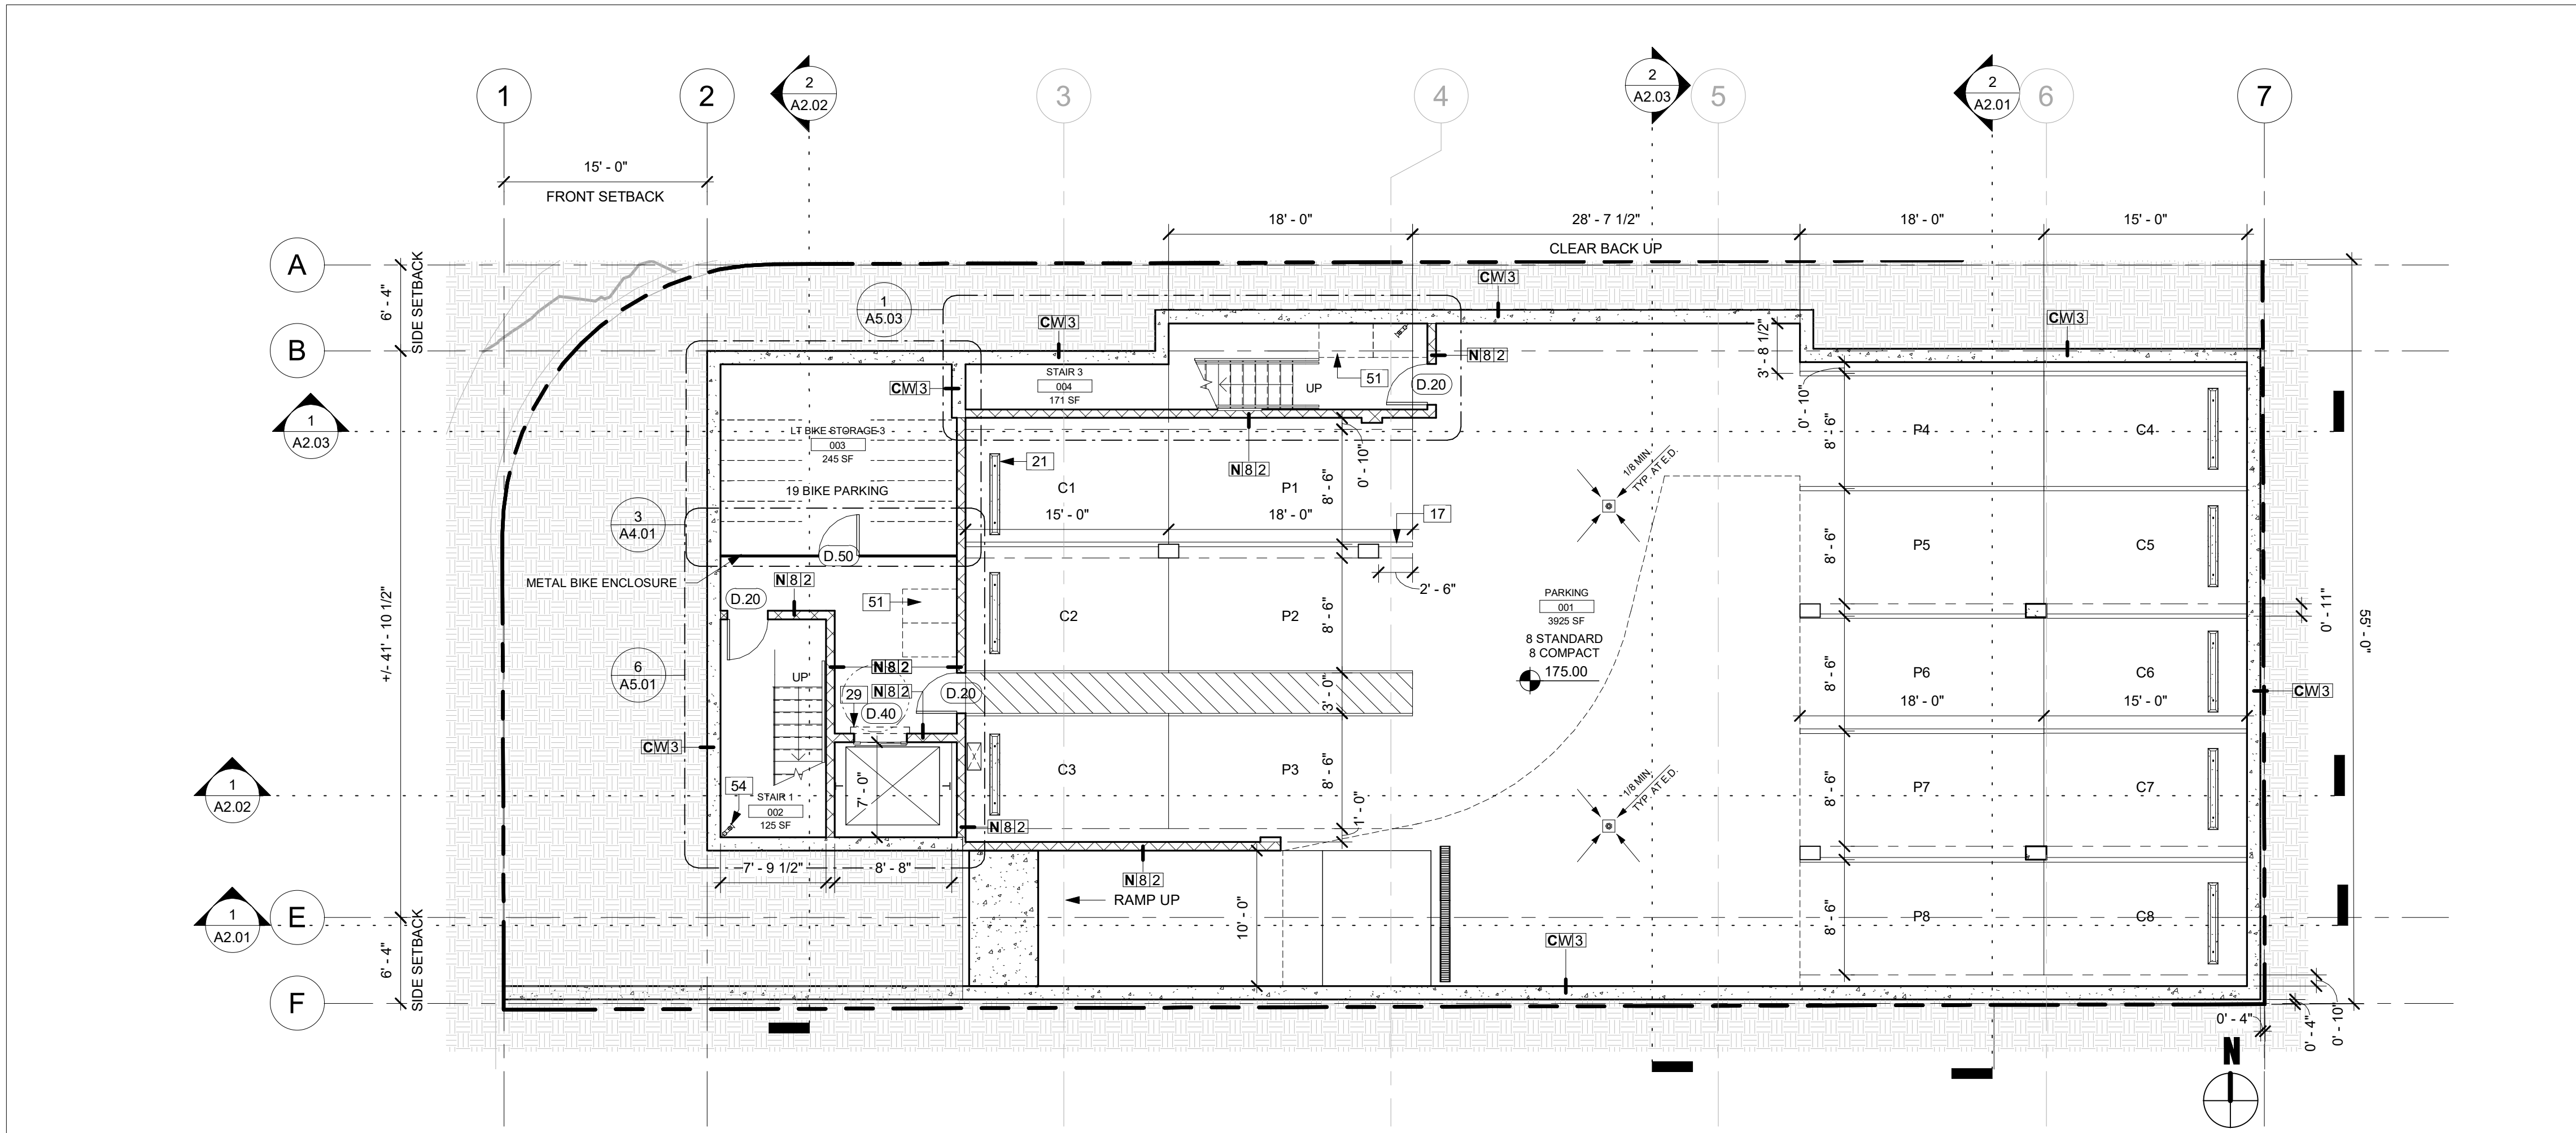 1
2
2
A2.02
3
4
2
A2.03
5
2
A2.01
6
7
15' - 0"
FRONT SETBACK
18' - 0"
28' - 7 1/2"
18' - 0"
15' - 0"
CLEAR BACK UP
A
6' - 4"
SIDE SETBACK
B
1
A5.03
CW3
CW3
CW3
3' - 8 1/2"
STAIR 3
004
171 SF
CW3
UP
51
N82
D.20
0' - 10"
1
A2.03
LT BIKE STORAGE 3
003
245 SF
19 BIKE PARKING
21
N82
8' - 6"
0' - 10"
C1
P1
15' - 0"
18' - 0"
17
1/8 MIN.
TYP. AT E.D.
8' - 6"
P4
C4
3
A4.01
D.50
METAL BIKE ENCLOSURE
N82
D.20
51
2' - 6"
8' - 6"
P5
C5
C2
P2
8' - 6"
PARKING
001
3925 SF
8 STANDARD
8 COMPACT
175.00
0' - 11"
55' - 0"
+/- 41' - 10 1/2"
6
A5.01
UP
N82
N82
29
D.20
D.40
3' - 0"
8' - 6"
P6
C6
18' - 0"
15' - 0"
CW3
CW3
C3
P3
8' - 6"
7' - 0"
54
STAIR 1
002
125 SF
1
A2.02
N82
1' - 0"
1/8 MIN.
TYP. AT E.D.
8' - 6"
P7
C7
7' - 9 1/2"
8' - 8"
N82
RAMP UP
10' - 0"
1
A2.01
E
6' - 4"
SIDE SETBACK
F
CW3
8' - 6"
P8
C8
0' - 4"
0' - 4"
0' - 10"
N